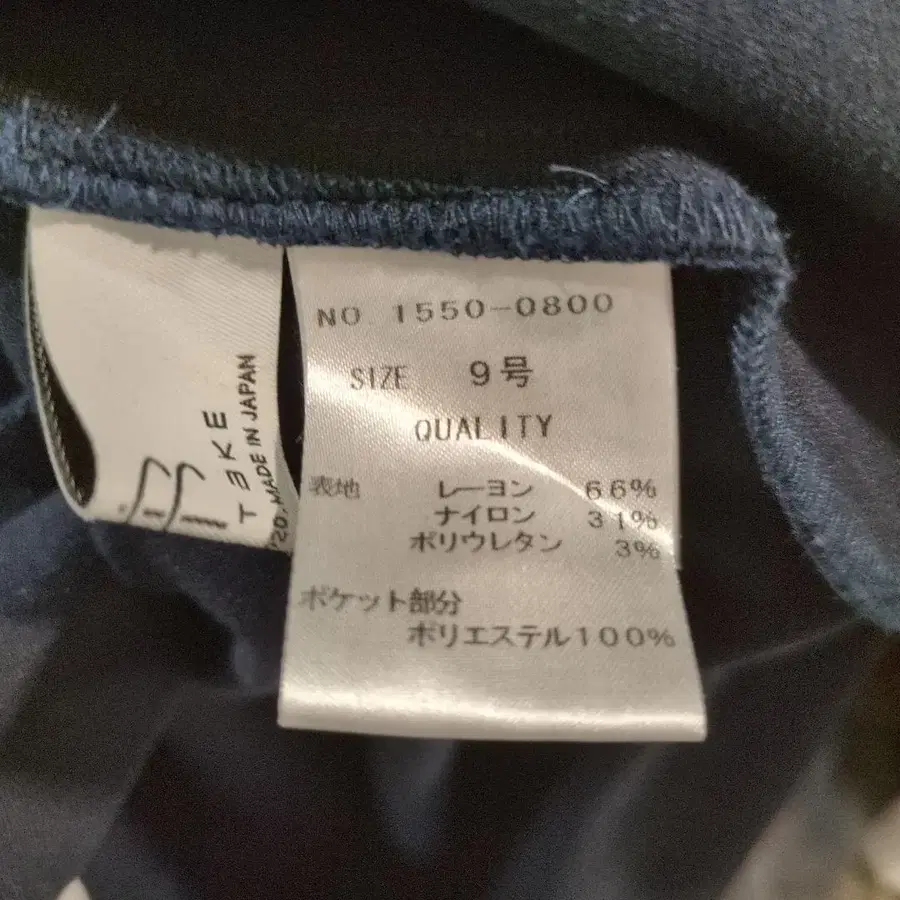 NO 1550-0800
SIZE 9号
QUALITY
表地 レーヨン 66%
ナイロン 31%
ポリウレタン 3%
ポケット部分
ポリエステル100%
MADE IN JAPAN